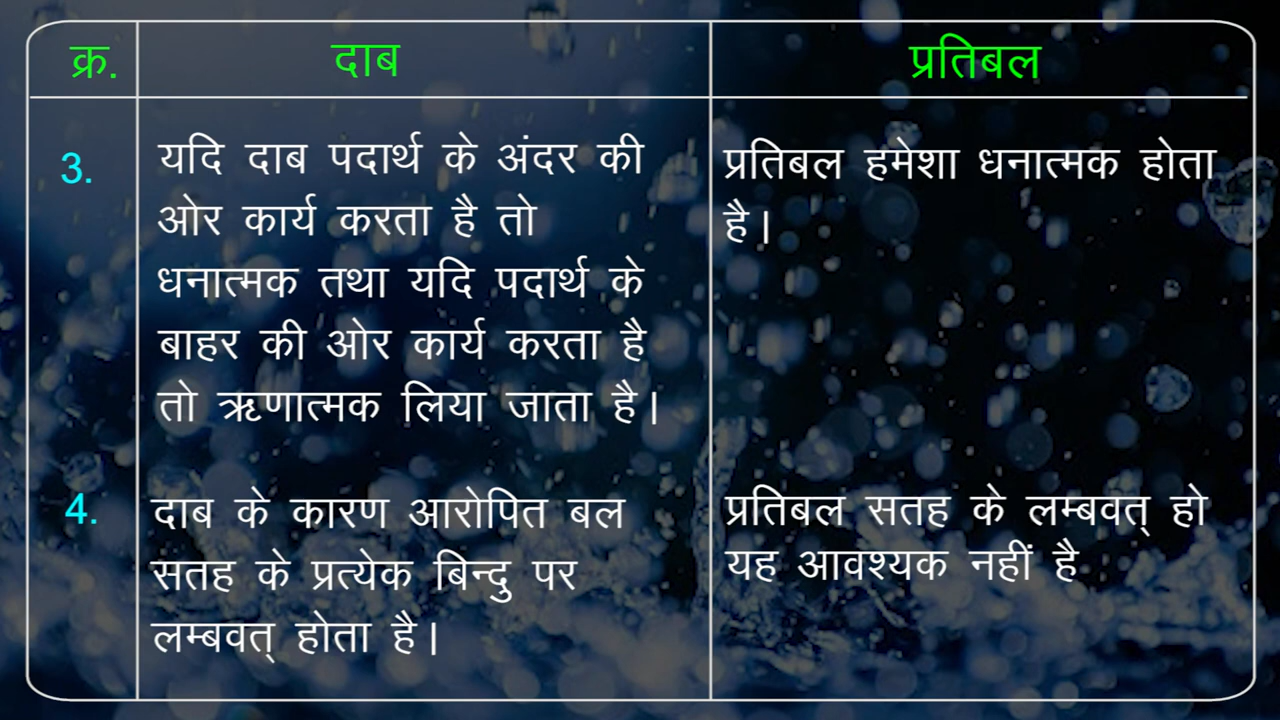 क्र. दाब प्रतिबल
3. यदि दाब पदार्थ के अंदर की
ओर कार्य करता है तो
धनात्मक तथा यदि पदार्थ के
बाहर की ओर कार्य करता है
तो ऋणात्मक लिया जाता है।
प्रतिबल हमेशा धनात्मक होता
है।
4. दाब के कारण आरोपित बल
सतह के प्रत्येक बिन्दु पर
लम्बवत् होता है।
प्रतिबल सतह के लम्बवत् हो
यह आवश्यक नहीं है